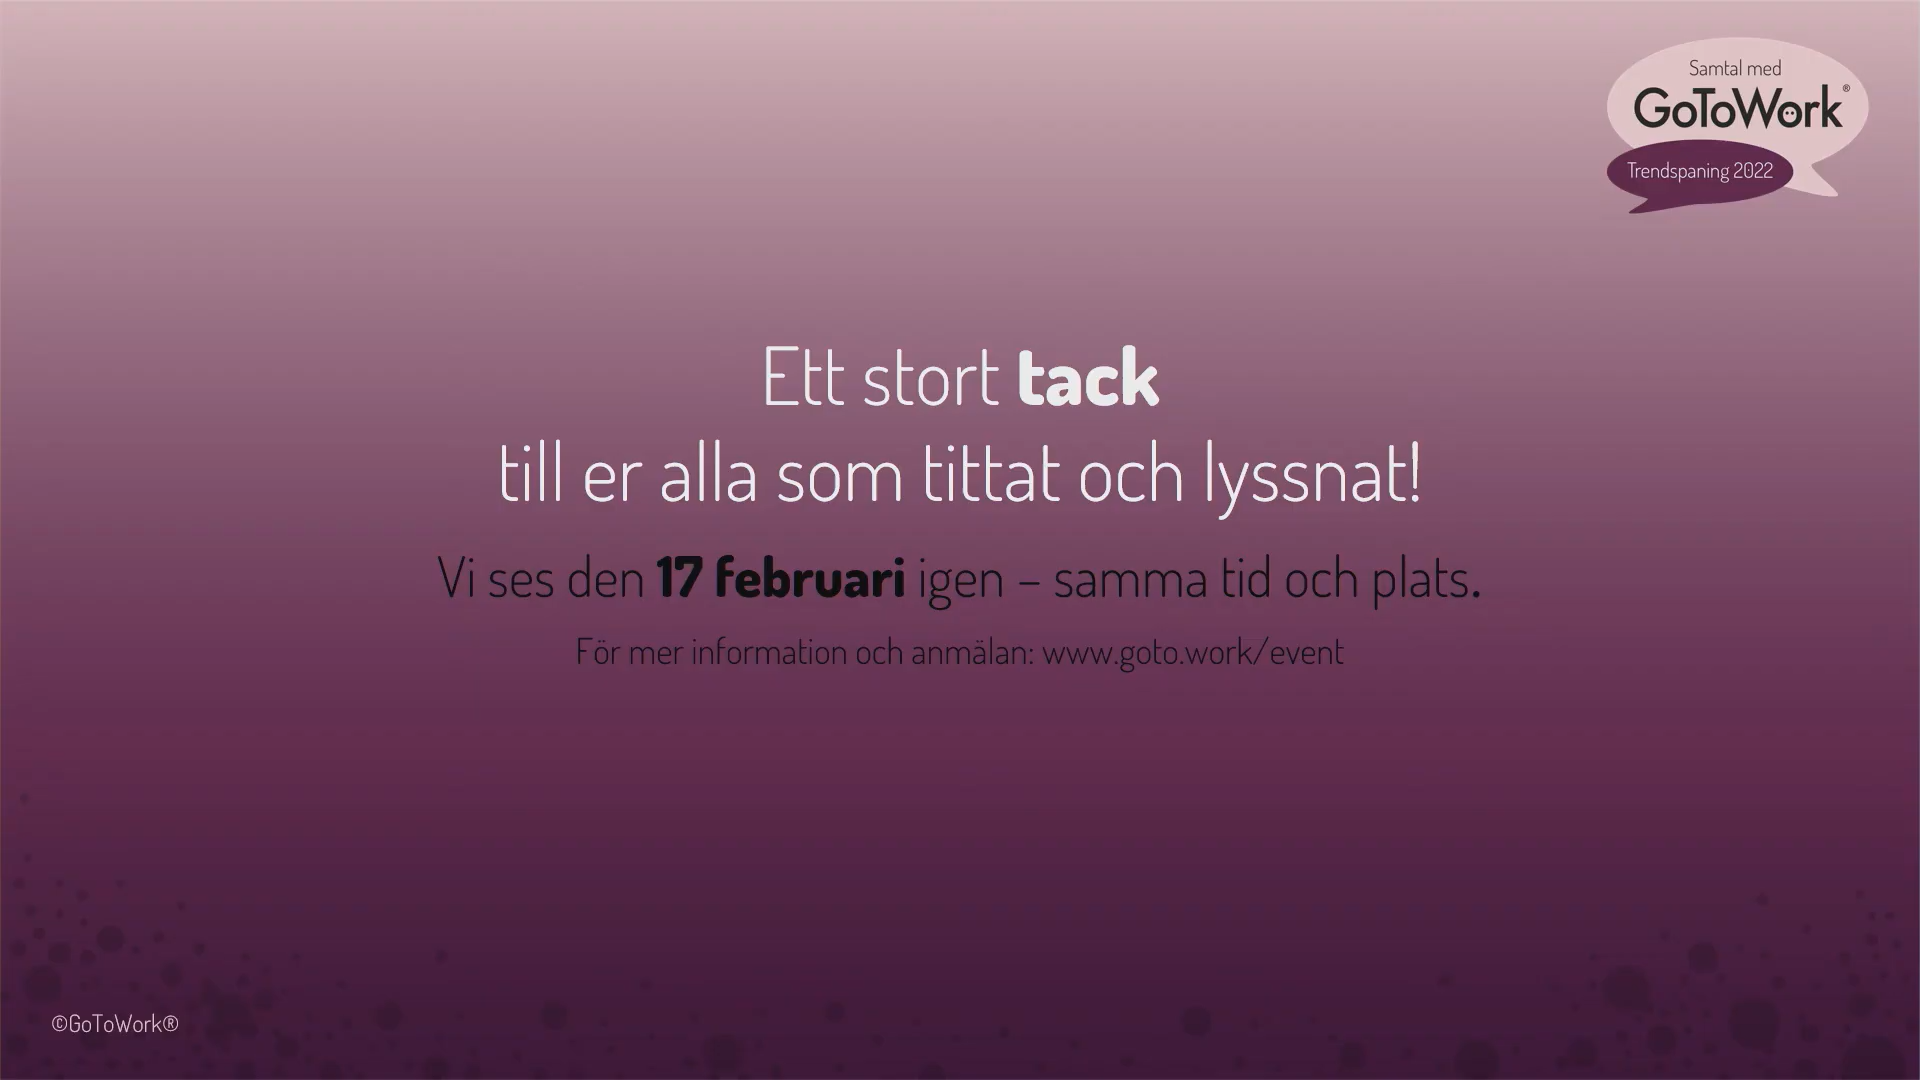 Samtal med
GoToWork®
Trendspaning 2022
Ett stort tack
till er alla som tittat och lyssnat!
Vi ses den 17 februari igen – samma tid och plats.
För mer information och anmälan: www.goto.work/event
©GoToWork®